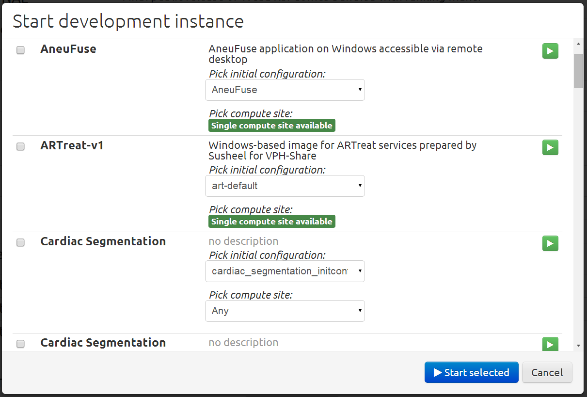 Start development instance
AneuFuse
AneuFuse application on Windows accessible via remote
desktop
Pick initial configuration:
AneuFuse
Pick compute site:
Single compute site available
ARTreat-v1
Windows-based image for ARTreat services prepared by
Susheel for VPH-Share
Pick initial configuration:
art-default
Pick compute site:
Single compute site available
Cardiac Segmentation
no description
Pick initial configuration:
cardiac_segmentation_initcon
Pick compute site:
Any
Cardiac Segmentation
no description
Start selected
Cancel